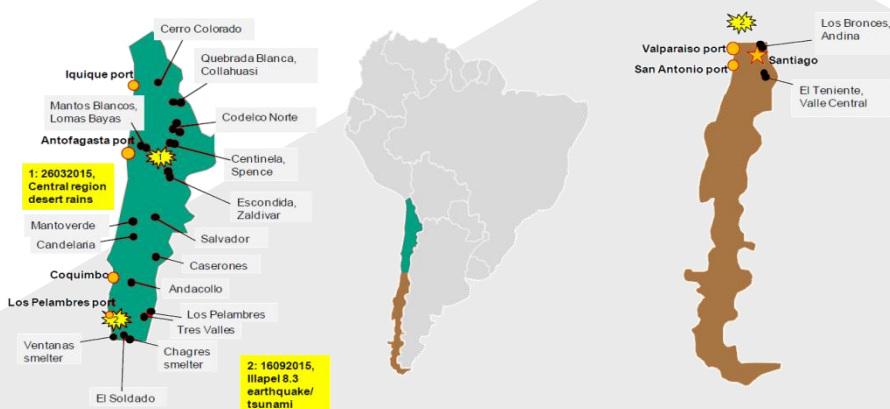 Cerro Colorado
Quebrada Blanca,
Collahuasi
Iquique port
Mantos Blancos,
Lomas Bayas
Codelco Norte
Antofagasta port
1
Centinela,
Spence
1: 26032015,
Central region
desert rains
Escondida,
Zaldivar
Mantoverde
Salvador
Candelaria
Caserones
Coquimbo
Andacollo
Los Pelambres port
2
Los Pelambres
Tres Valles
Ventanas
smelter
Chagres
smelter
El Soldado
2: 16092015,
Illapel 8.3
earthquake/
tsunami
2
Los Bronces,
Andina
Valparaiso port
Santiago
San Antonio port
El Teniente,
Valle Central